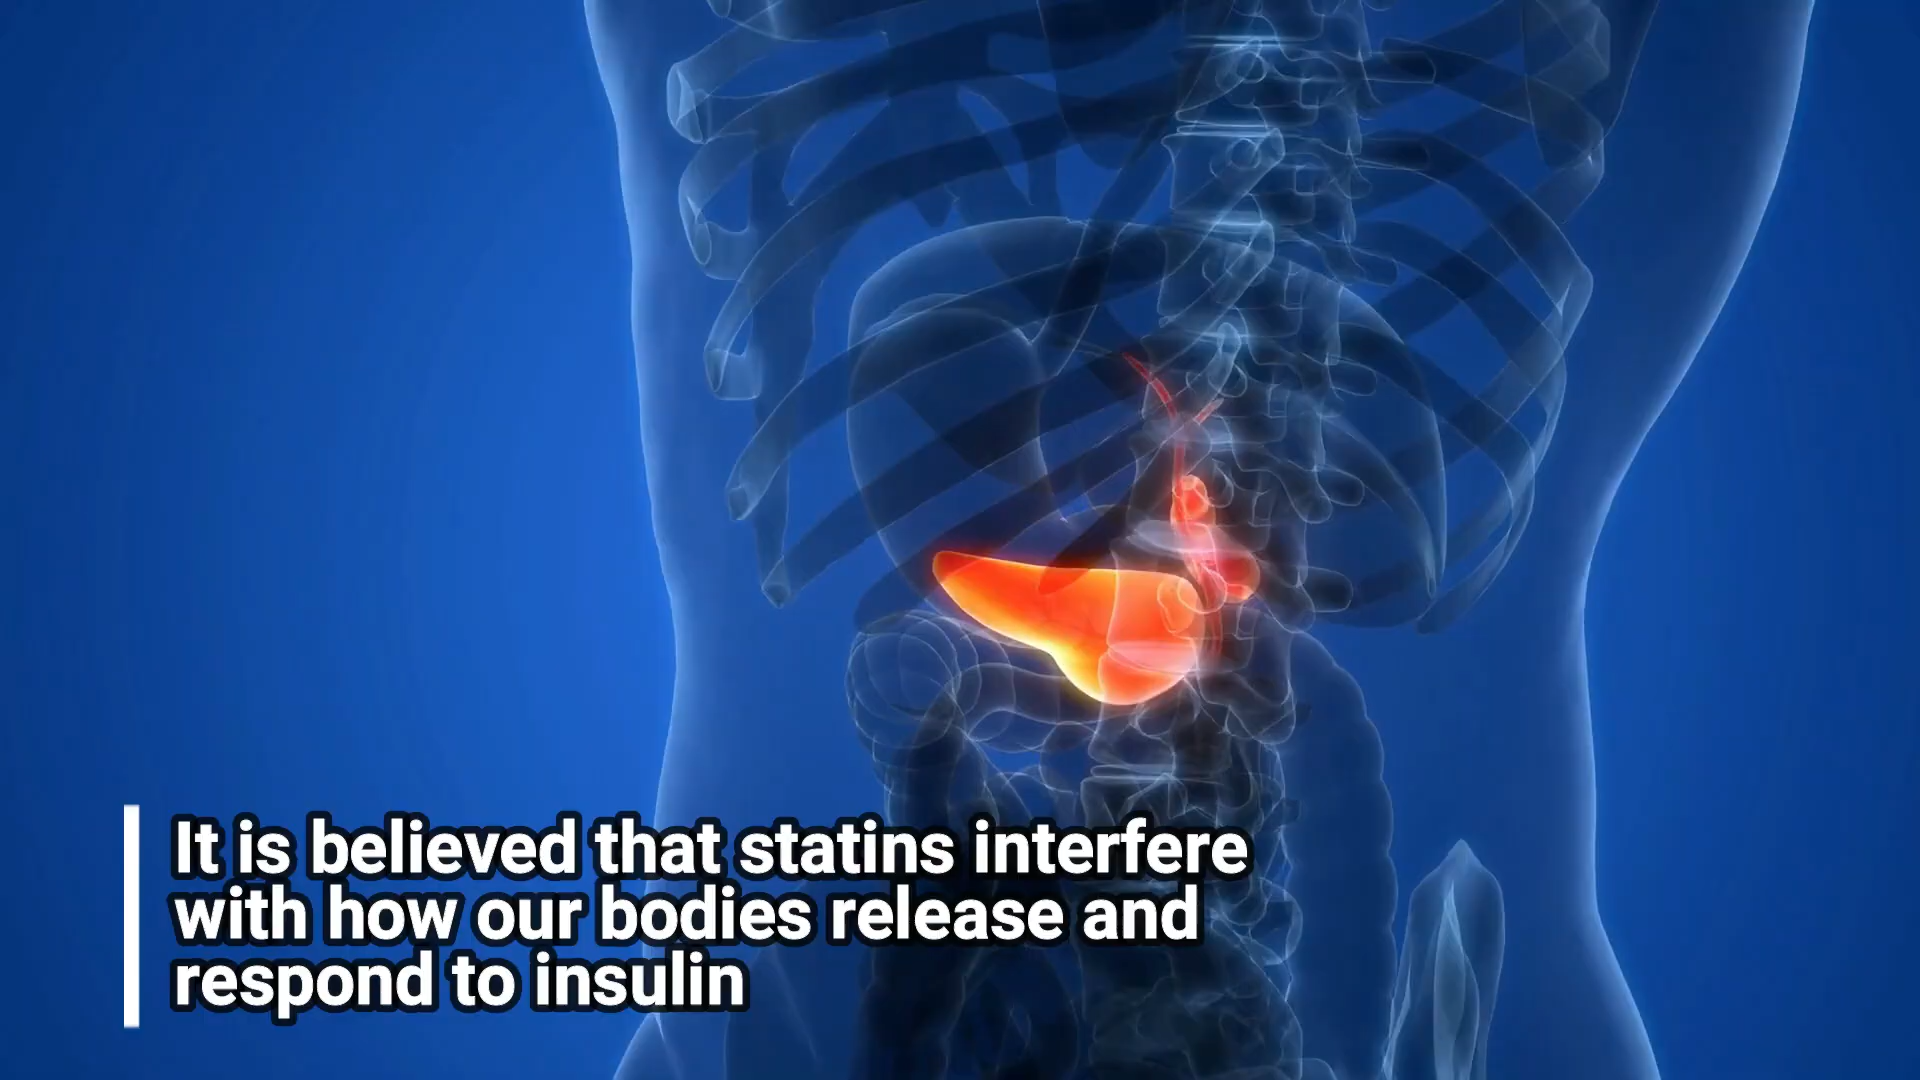 It is believed that statins interfere
with how our bodies release and
respond to insulin